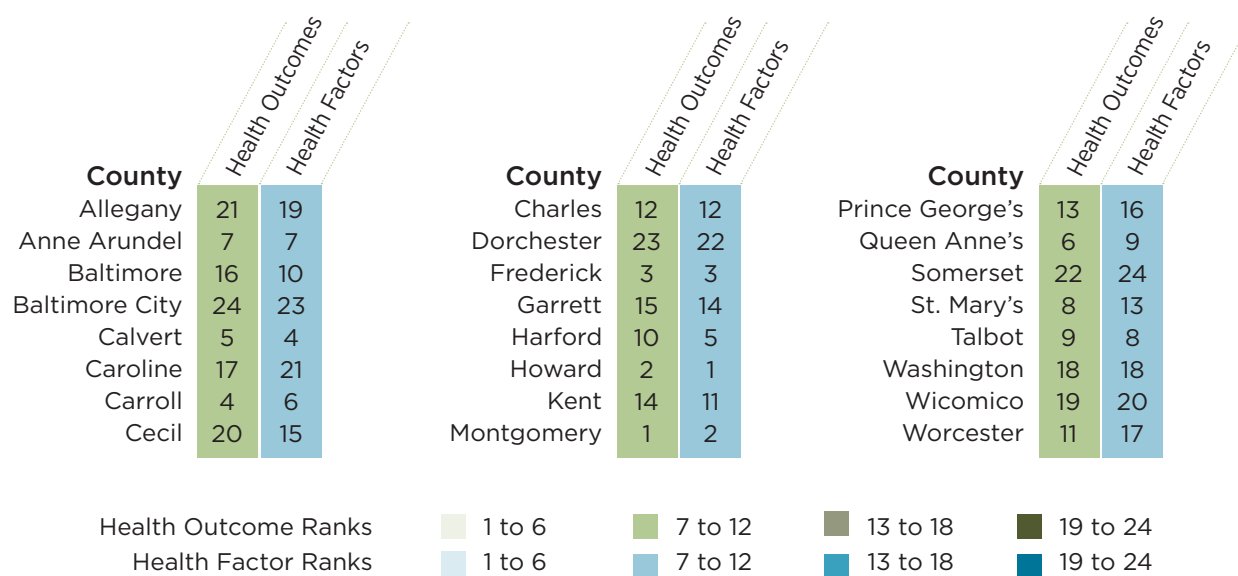 Health Outcomes
Health Factors
County
Allegany 21 19
Anne Arundel 7 7
Baltimore 16 10
Baltimore City 24 23
Calvert 5 4
Caroline 17 21
Carroll 4 6
Cecil 20 15
Health Outcomes
Health Factors
County
Charles 12 12
Dorchester 23 22
Frederick 3 3
Garrett 15 14
Harford 10 5
Howard 2 1
Kent 14 11
Montgomery 1 2
Health Outcomes
Health Factors
County
Prince George’s 13 16
Queen Anne’s 6 9
Somerset 22 24
St. Mary’s 8 13
Talbot 9 8
Washington 18 18
Wicomico 19 20
Worcester 11 17
Health Outcome Ranks 1 to 6 7 to 12 13 to 18 19 to 24
Health Factor Ranks 1 to 6 7 to 12 13 to 18 19 to 24